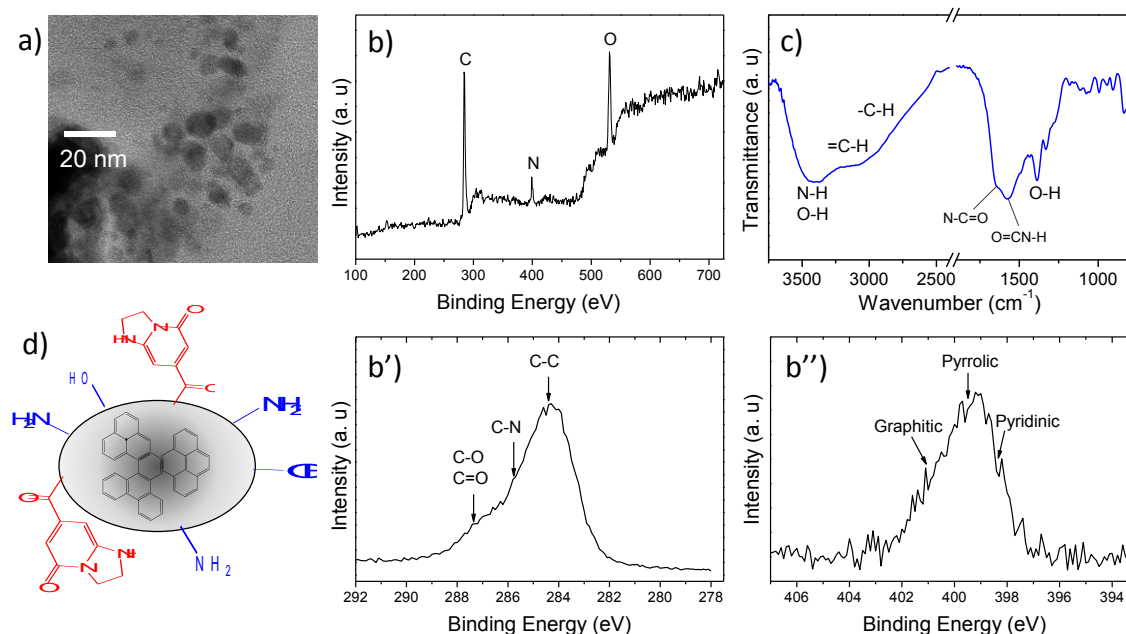 a)
20 nm
b)
C
N
O
Intensity (a. u)
100 200 300 400 500 600 700
Binding Energy (eV)
c)
-C-H
=C-H
N-H
O-H
N-C=O
O=CN-H
O-H
Transmittance (a. u)
3500 3000 2500 1500 1000
Wavenumber (cm-1)
d)
O
N
HN
O
HO
H2N
NH2
O
N
NH
O
NH2
b')
C-C
C-N
C-O
C=O
Intensity (a. u)
292 290 288 286 284 282 280 278
Binding Energy (eV)
b'')
Pyrrolic
Graphitic
Pyridinic
Intensity (a. u)
406 404 402 400 398 396 394
Binding Energy (eV)